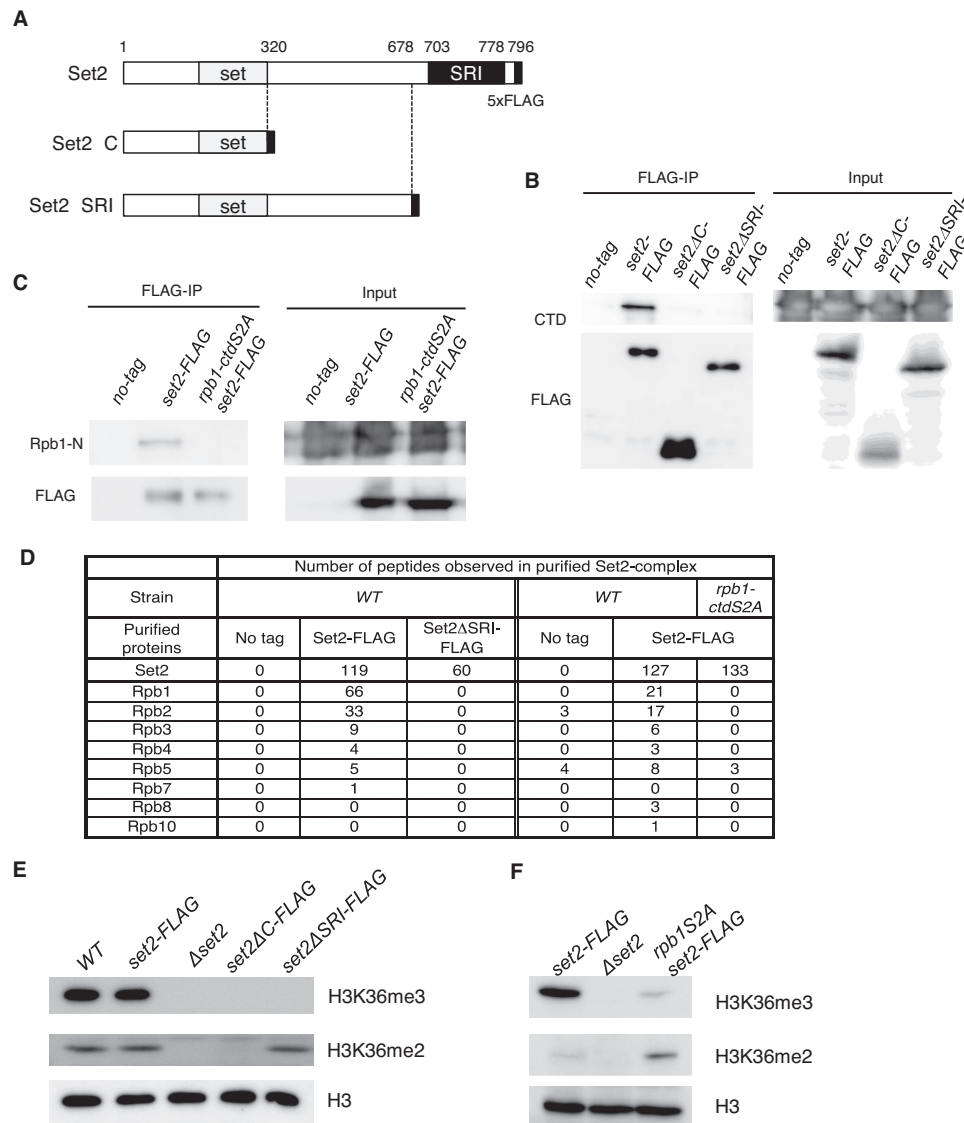 A
1 320 678 703 778 796
Set2 set SRI
5xFLAG
Set2 C set
Set2 SRI set
B
FLAG-IP Input
no-tag set2-FLAG set2ΔC-FLAG set2ΔSRI-FLAG no-tag set2-FLAG set2ΔC-FLAG set2ΔSRI-FLAG
CTD
FLAG
C
FLAG-IP Input
no-tag set2-FLAG rpb1-ctdS2A set2-FLAG no-tag set2-FLAG rpb1-ctdS2A set2-FLAG
Rpb1-N
FLAG
D
Number of peptides observed in purified Set2-complex
Strain WT WT rpb1-ctdS2A
Purified proteins No tag Set2-FLAG Set2ΔSRI-FLAG No tag Set2-FLAG
Set2 0 119 60 0 127 133
Rpb1 0 66 0 0 21 0
Rpb2 0 33 0 3 17 0
Rpb3 0 9 0 0 6 0
Rpb4 0 4 0 0 3 0
Rpb5 0 5 0 4 8 3
Rpb7 0 1 0 0 0 0
Rpb8 0 0 0 0 3 0
Rpb10 0 0 0 0 1 0
E
WT set2-FLAG Δset2 set2ΔC-FLAG set2ΔSRI-FLAG
H3K36me3
H3K36me2
H3
F
set2-FLAG Δset2 rpb1S2A set2-FLAG
H3K36me3
H3K36me2
H3